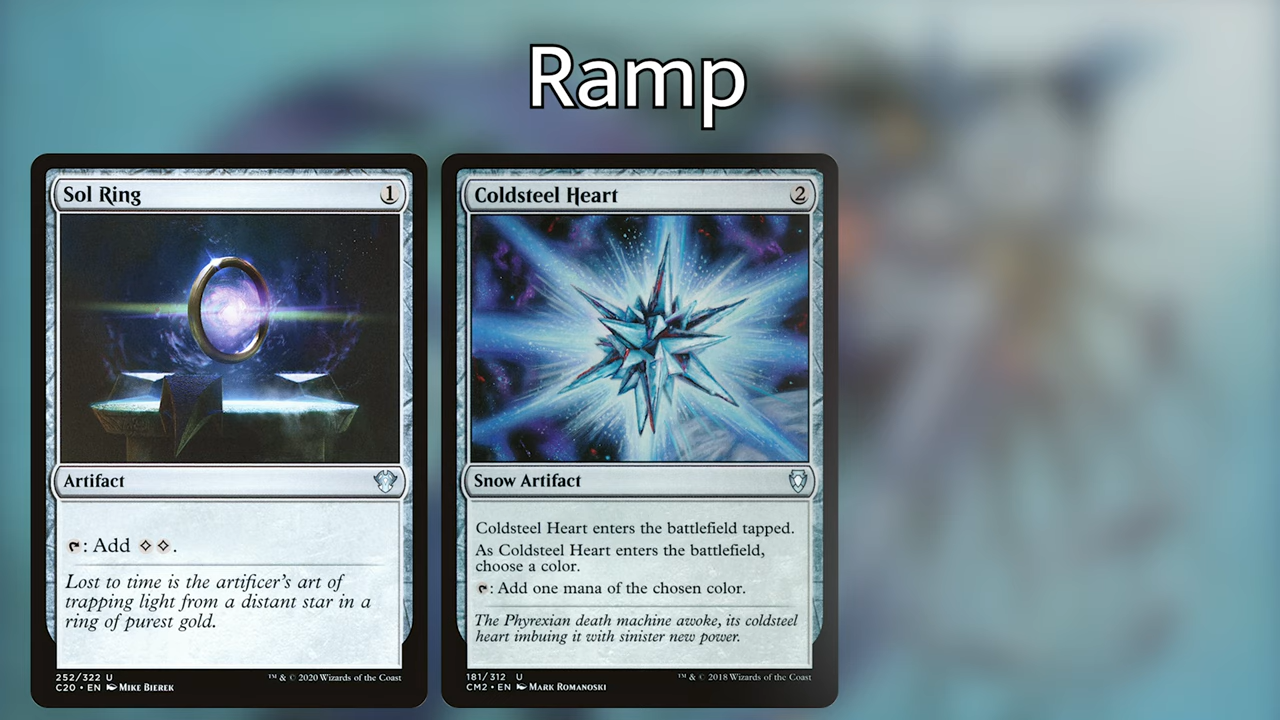 Ramp
Sol Ring 1
Artifact
: Add .
Lost to time is the artificer's art of
trapping light from a distant star in a
ring of purest gold.
252/322 U
C20 • EN MIKE BIEREK
™ & © 2020 Wizards of the Coast
Coldsteel Heart 2
Snow Artifact
Coldsteel Heart enters the battlefield tapped.
As Coldsteel Heart enters the battlefield,
choose a color.
: Add one mana of the chosen color.
The Phyrexian death machine awoke, its coldsteel
heart imbuing it with sinister new power.
181/312 U
CM2 • EN MARK ROMANOSKI
™ & © 2018 Wizards of the Coast